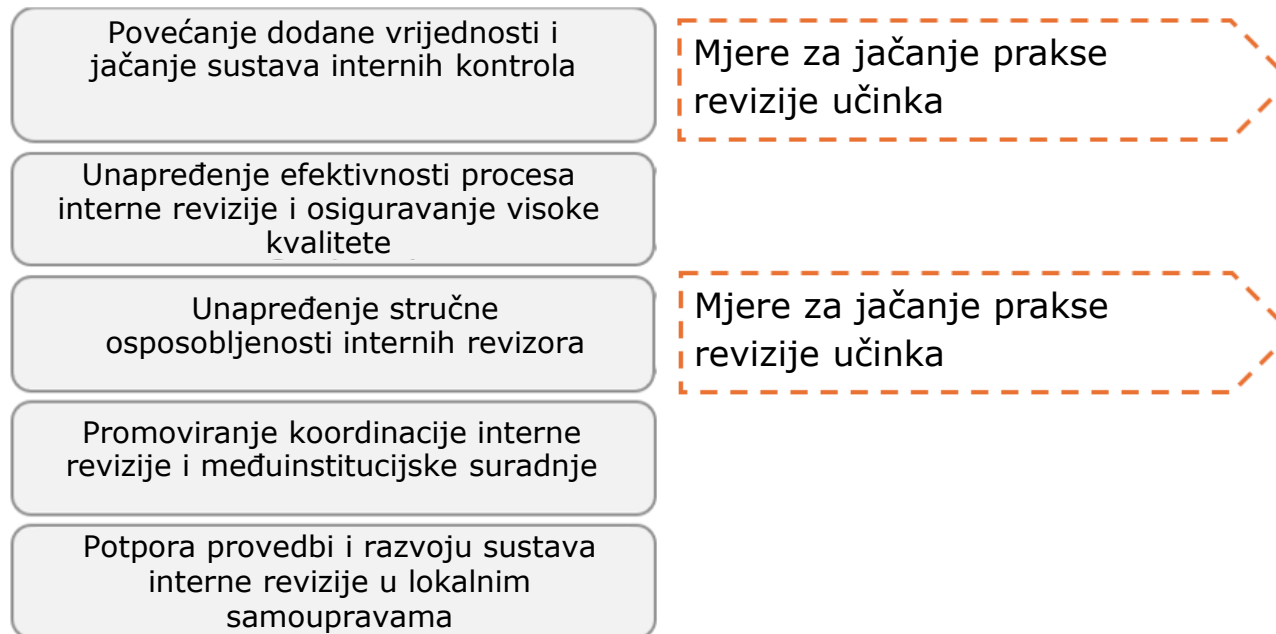 Povećanje dodane vrijednosti i
jačanje sustava internih kontrola
Mjere za jačanje prakse
revizije učinka
Unapređenje efektivnosti procesa
interne revizije i osiguravanje visoke
kvalitete
Unapređenje stručne
osposobljenosti internih revizora
Mjere za jačanje prakse
revizije učinka
Promoviranje koordinacije interne
revizije i međuinstitucijske suradnje
Potpora provedbi i razvoju sustava
interne revizije u lokalnim
samoupravama